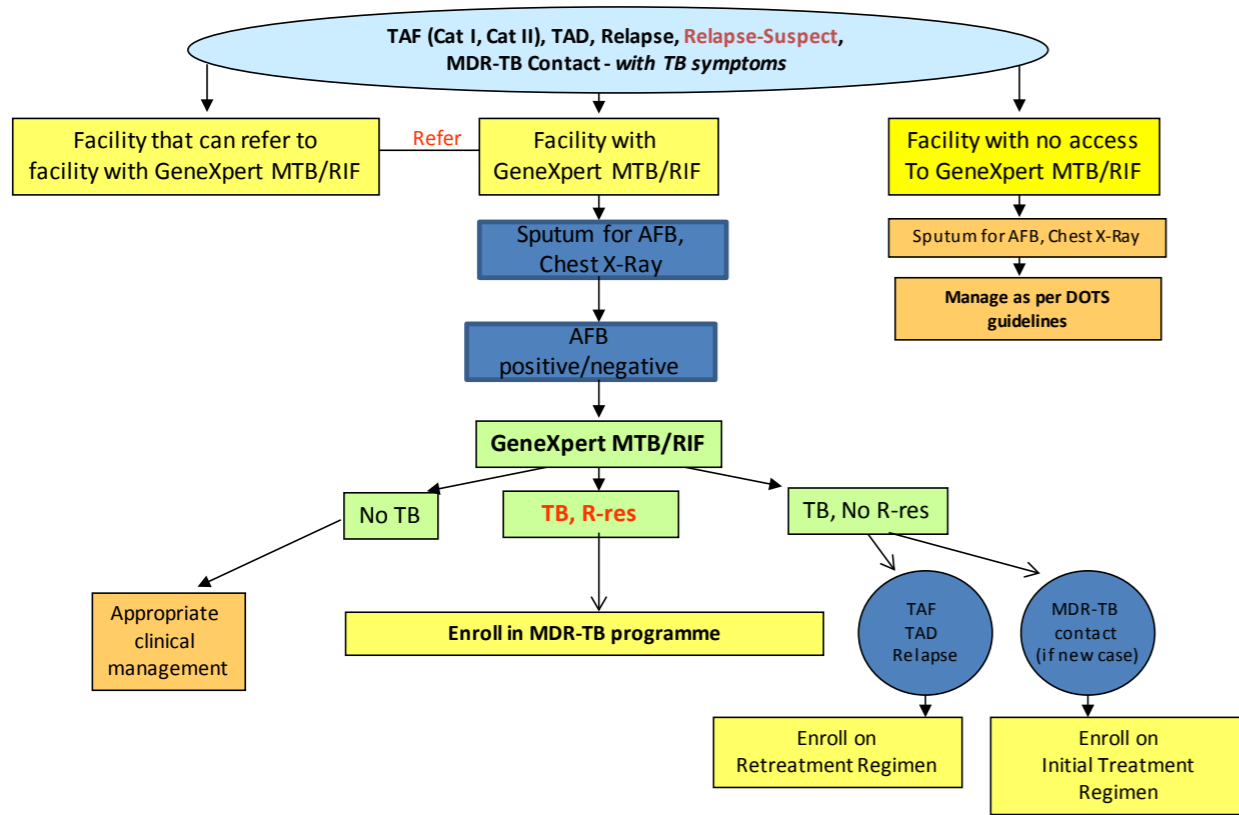 TAF (Cat I, Cat II), TAD, Relapse, Relapse-Suspect,
MDR-TB Contact - with TB symptoms
Facility that can refer to
facility with GeneXpert MTB/RIF
Refer
Facility with
GeneXpert MTB/RIF
Facility with no access
To GeneXpert MTB/RIF
Sputum for AFB,
Chest X-Ray
Sputum for AFB, Chest X-Ray
Manage as per DOTS
guidelines
AFB
positive/negative
GeneXpert MTB/RIF
No TB
TB, R-res
TB, No R-res
Appropriate
clinical
management
Enroll in MDR-TB programme
TAF
TAD
Relapse
MDR-TB
contact
(if new case)
Enroll on
Retreatment Regimen
Enroll on
Initial Treatment
Regimen